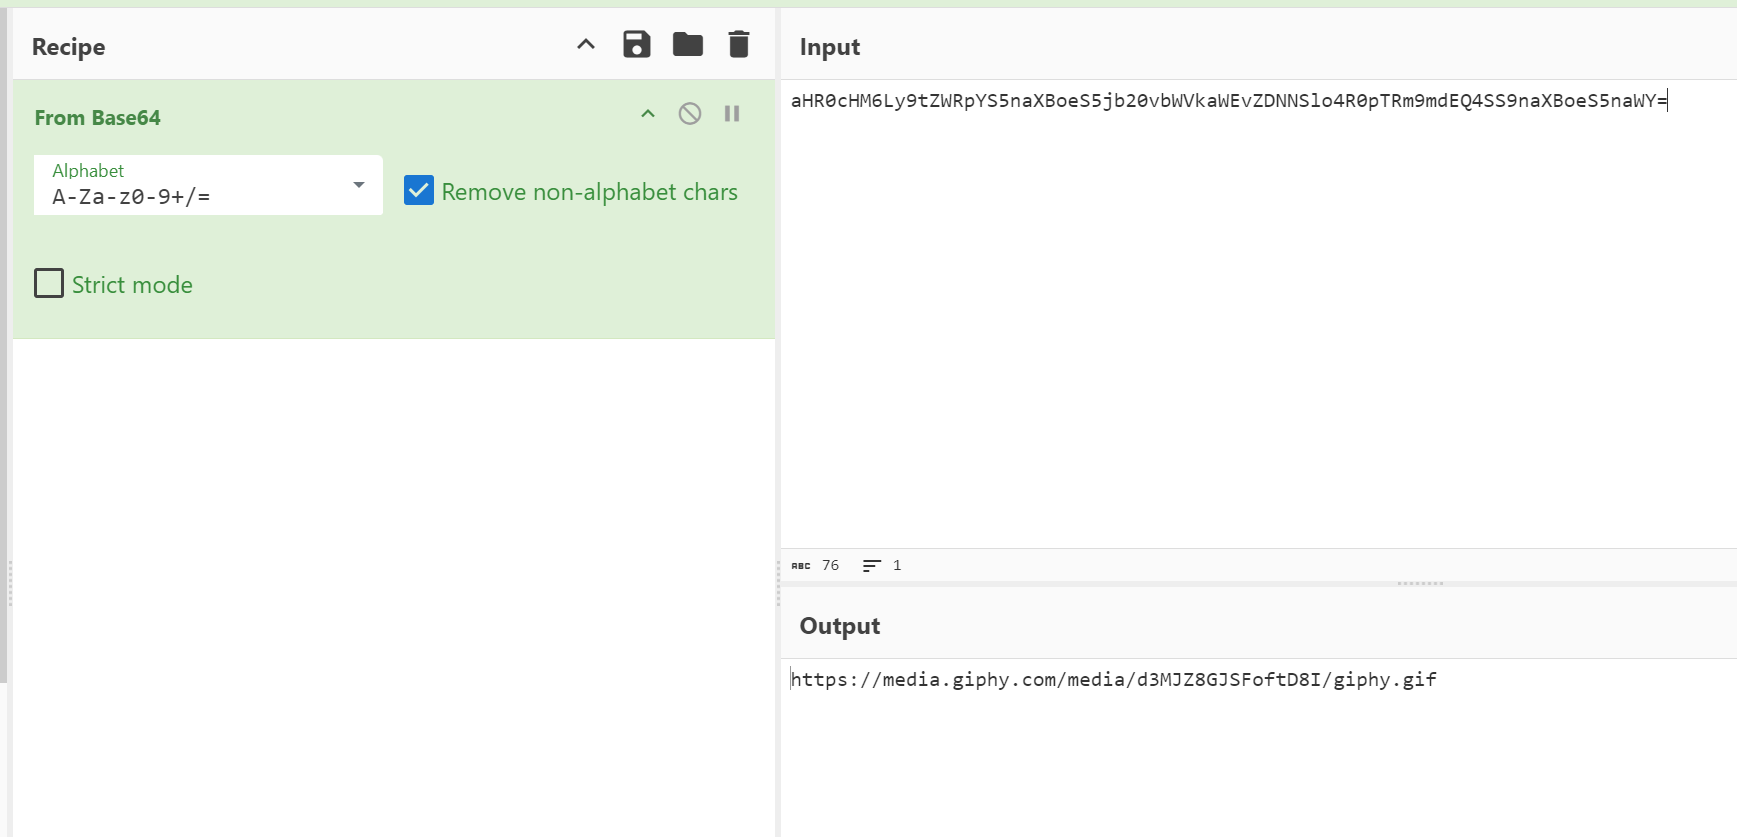 Recipe
From Base64
Alphabet
A-Za-z0-9+/=
Remove non-alphabet chars
Strict mode
Input
aHR0cHM6Ly9tZWRpYS5naXBoeS5jb20vbWVkaWEvZDNNSlo4R0pTRm9mdEQ4SS9naXBoeS5naWY=
ABC 76 1
Output
https://media.giphy.com/media/d3MJZ8GJSFoftD8I/giphy.gif